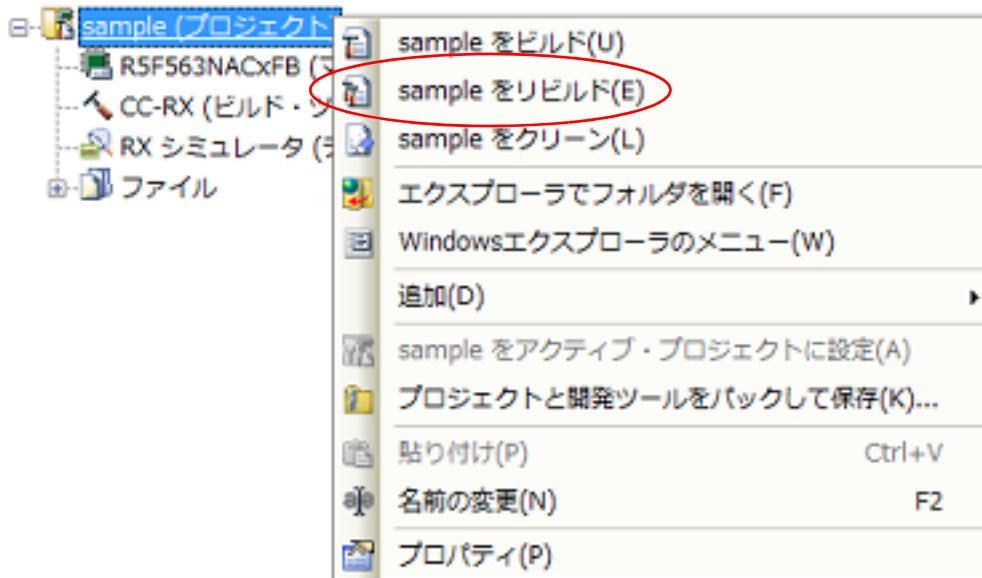 sample (プロジェクト
R5F563NACxFB (
CC-RX (ビルド・ツ
RX シミュレータ (
ファイル
sample をビルド(U)
sample をリビルド(E)
sample をクリーン(L)
エクスプローラでフォルダを開く(F)
Windowsエクスプローラのメニュー(W)
追加(D)
sample をアクティブ・プロジェクトに設定(A)
プロジェクトと開発ツールをパックして保存(K)...
貼り付け(P) Ctrl+V
名前の変更(N) F2
プロパティ(P)